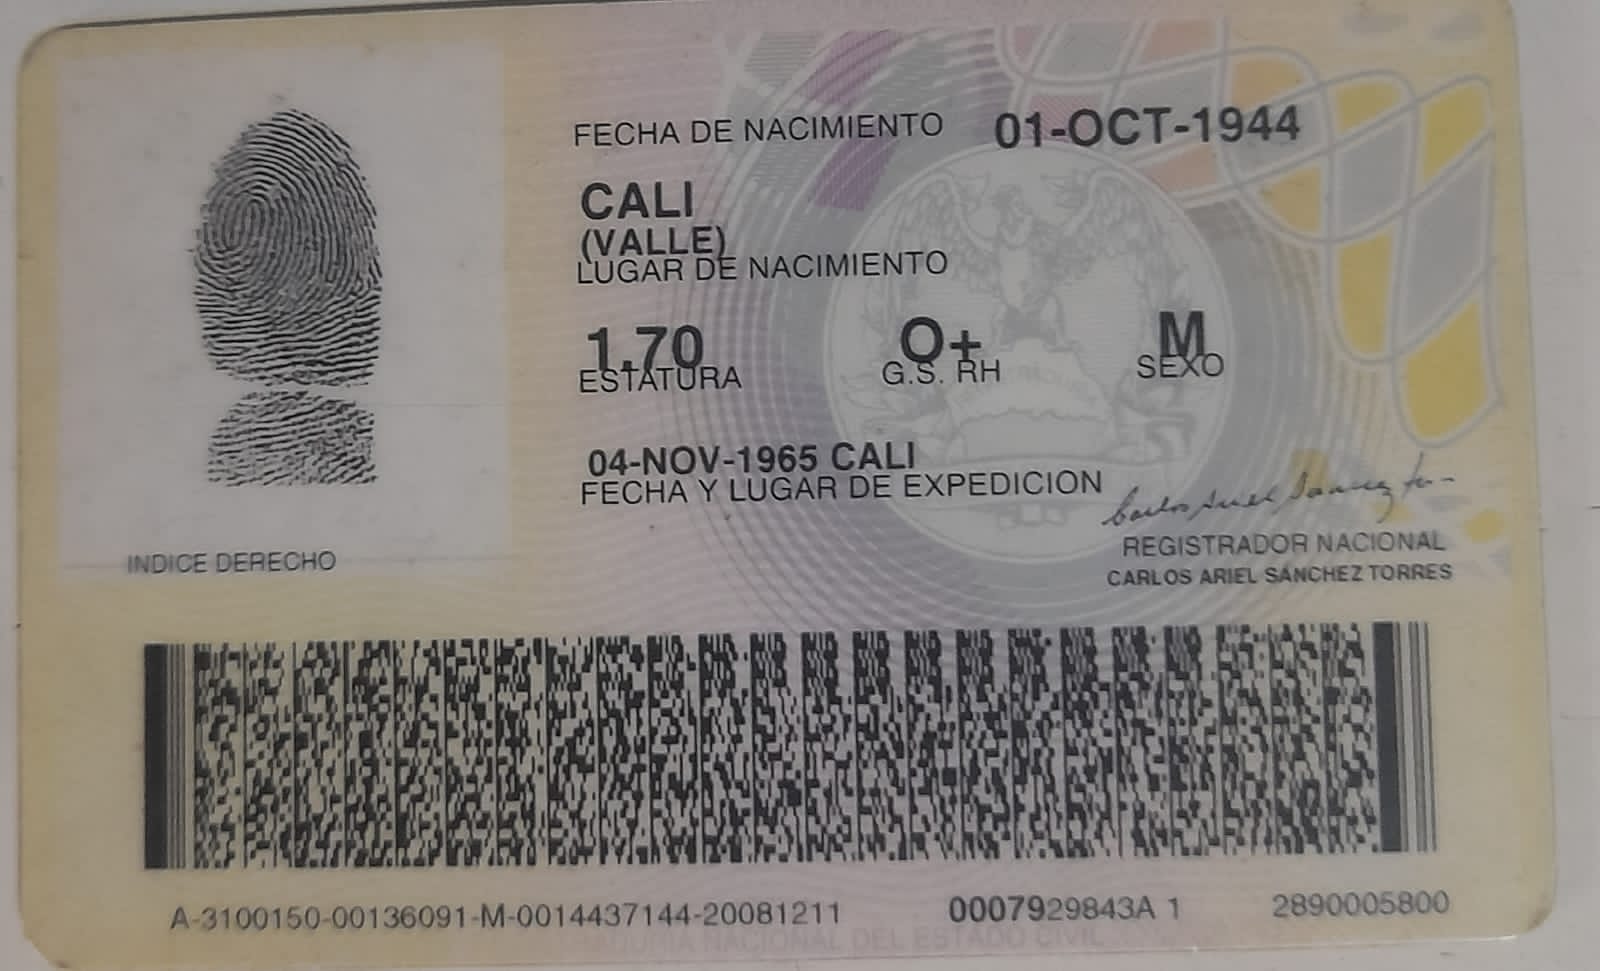 FECHA DE NACIMIENTO 01-OCT-1944
CALI
(VALLE)
LUGAR DE NACIMIENTO
1.70 O+ M
ESTATURA G.S. RH SEXO
04-NOV-1965 CALI
FECHA Y LUGAR DE EXPEDICION
INDICE DERECHO
REGISTRADOR NACIONAL
CARLOS ARIEL SÁNCHEZ TORRES
A-3100150-00136091-M-0014437144-20081211 0007929843A 1 2890005800
NACIONAL DEL ESTADO CIVIL